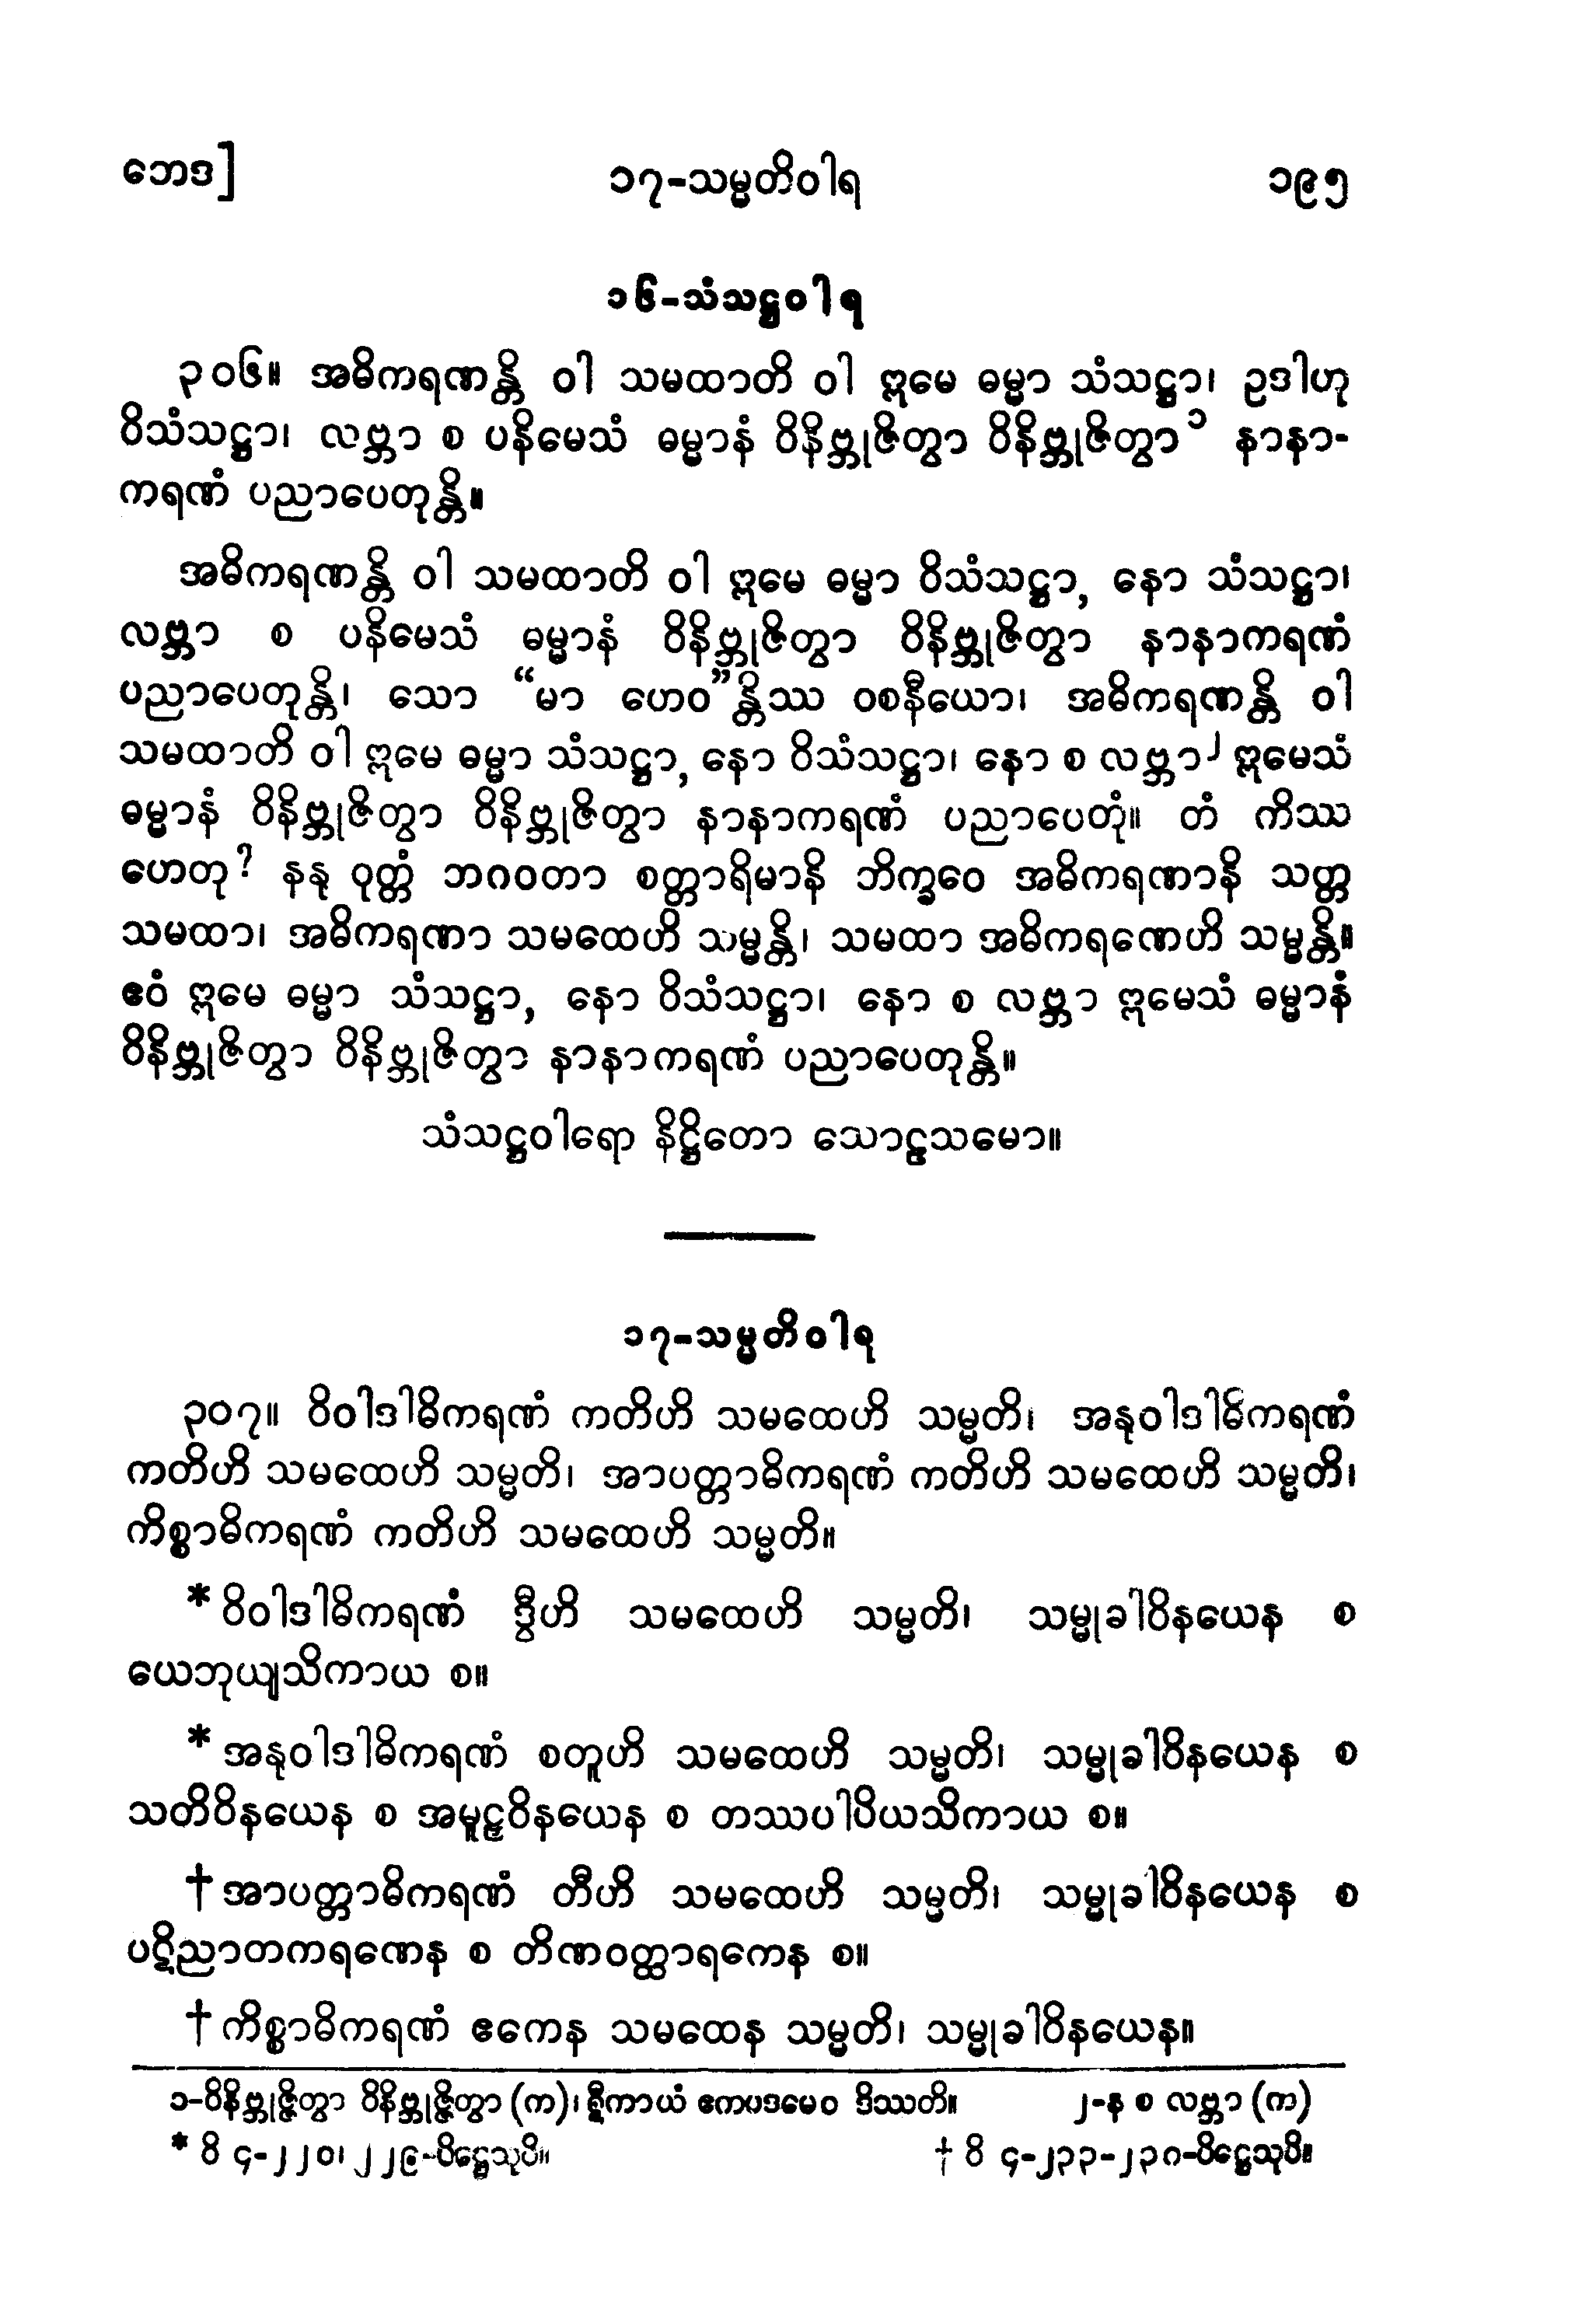 ဘေဒ] ၁၇-သမ္မတိဝါရ ၁၉၅
၁၆-သံသဋ္ဌဝါရ
၃၀၆။ အဓိကရဏန္တိ ဝါ သမထာတိ ဝါ ဣမေ ဓမ္မာ သံသဋ္ဌာ၊ ဥဒါဟု
ဝိသံသဋ္ဌာ၊ လဗ္ဘာ စ ပနိမေသံ ဓမ္မာနံ ဝိနိဗ္ဘုဇိတွာ ဝိနိဗ္ဘုဇိတွာ ၁ နာနာ-
ကရဏံ ပညာပေတုန္တိ။
အဓိကရဏန္တိ ဝါ သမထာတိ ဝါ ဣမေ ဓမ္မာ ဝိသံသဋ္ဌာ, နော သံသဋ္ဌာ၊
လဗ္ဘာ စ ပနိမေသံ ဓမ္မာနံ ဝိနိဗ္ဘုဇိတွာ ဝိနိဗ္ဘုဇိတွာ နာနာကရဏံ
ပညာပေတုန္တိ၊ သော “မာ ဟေဝ”န္တိဿ ဝစနီယော၊ အဓိကရဏန္တိ ဝါ
သမထာတိ ဝါ ဣမေ ဓမ္မာ သံသဋ္ဌာ, နော ဝိသံသဋ္ဌာ၊ နော စ လဗ္ဘာ ၂ ဣမေသံ
ဓမ္မာနံ ဝိနိဗ္ဘုဇိတွာ ဝိနိဗ္ဘုဇိတွာ နာနာကရဏံ ပညာပေတုံ။ တံ ကိဿ
ဟေတု? နနု ဝုတ္တံ ဘဂဝတာ စတ္တာရိမာနိ ဘိက္ခဝေ အဓိကရဏာနိ သတ္တ
သမထာ၊ အဓိကရဏာ သမထေဟိ သမ္မန္တိ၊ သမထာ အဓိကရဏေဟိ သမ္မန္တိ။
ဧဝံ ဣမေ ဓမ္မာ သံသဋ္ဌာ, နော ဝိသံသဋ္ဌာ၊ နော စ လဗ္ဘာ ဣမေသံ ဓမ္မာနံ
ဝိနိဗ္ဘုဇိတွာ ဝိနိဗ္ဘုဇိတွာ နာနာကရဏံ ပညာပေတုန္တိ။
သံသဋ္ဌဝါရော နိဋ္ဌိတော သောဠသမော။
၁၇-သမ္မတိဝါရ
၃၀၇။ ဝိဝါဒါဓိကရဏံ ကတိဟိ သမထေဟိ သမ္မတိ၊ အနုဝါဒါဓိကရဏံ
ကတိဟိ သမထေဟိ သမ္မတိ၊ အာပတ္တာဓိကရဏံ ကတိဟိ သမထေဟိ သမ္မတိ၊
ကိစ္စာဓိကရဏံ ကတိဟိ သမထေဟိ သမ္မတိ။
* ဝိဝါဒါဓိကရဏံ ဒွီဟိ သမထေဟိ သမ္မတိ၊ သမ္မုခါဝိနယေန စ
ယေဘုယျသိကာယ စ။
* အနုဝါဒါဓိကရဏံ စတူဟိ သမထေဟိ သမ္မတိ၊ သမ္မုခါဝိနယေန စ
သတိဝိနယေန စ အမူဠှဝိနယေန စ တဿပါပိယသိကာယ စ။
† အာပတ္တာဓိကရဏံ တီဟိ သမထေဟိ သမ္မတိ၊ သမ္မုခါဝိနယေန စ
ပဋိညာတကရဏေန စ တိဏဝတ္ထာရကေန စ။
† ကိစ္စာဓိကရဏံ ဧကေန သမထေန သမ္မတိ၊ သမ္မုခါဝိနယေန။
၁-ဝိနိဗ္ဘုဇ္ဇိတွာ ဝိနိဗ္ဘုဇ္ဇိတွာ (က)၊ ဋီကာယံ ဧကပဒမေဝ ဒိဿတိ။ ၂-န စ လဗ္ဘာ (က)
* ဝိ ၄-၂၂၀၊ ၂၂၉-ပိဋ္ဌေသုပိ။ † ဝိ ၄-၂၃၃-၂၃၀-ပိဋ္ဌေသုပိ။